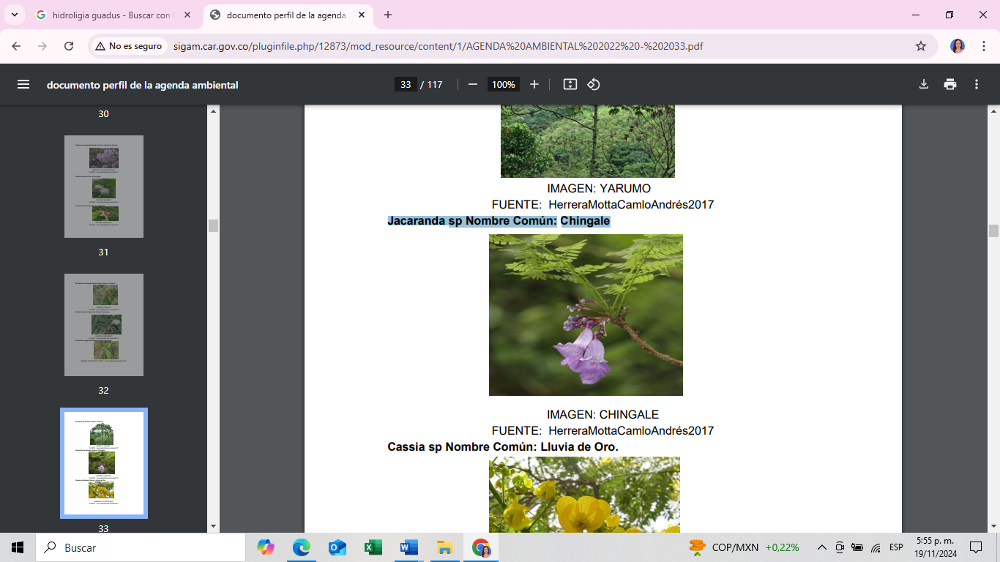 hidroligia guadus - Buscar con
documento perfil de la agenda
No es seguro
sigam.car.gov.co/pluginfile.php/12873/mod_resource/content/1/AGENDA%20AMBIENTAL%202022%20-%202033.pdf
documento perfil de la agenda ambiental
33 / 117
100%
30
31
32
33
IMAGEN: YARUMO
FUENTE: HerreraMottaCamloAndrés2017
Jacaranda sp Nombre Común: Chingale
IMAGEN: CHINGALE
FUENTE: HerreraMottaCamloAndrés2017
Cassia sp Nombre Común: Lluvia de Oro.
Buscar
COP/MXN +0,22%
ESP
5:55 p. m.
19/11/2024